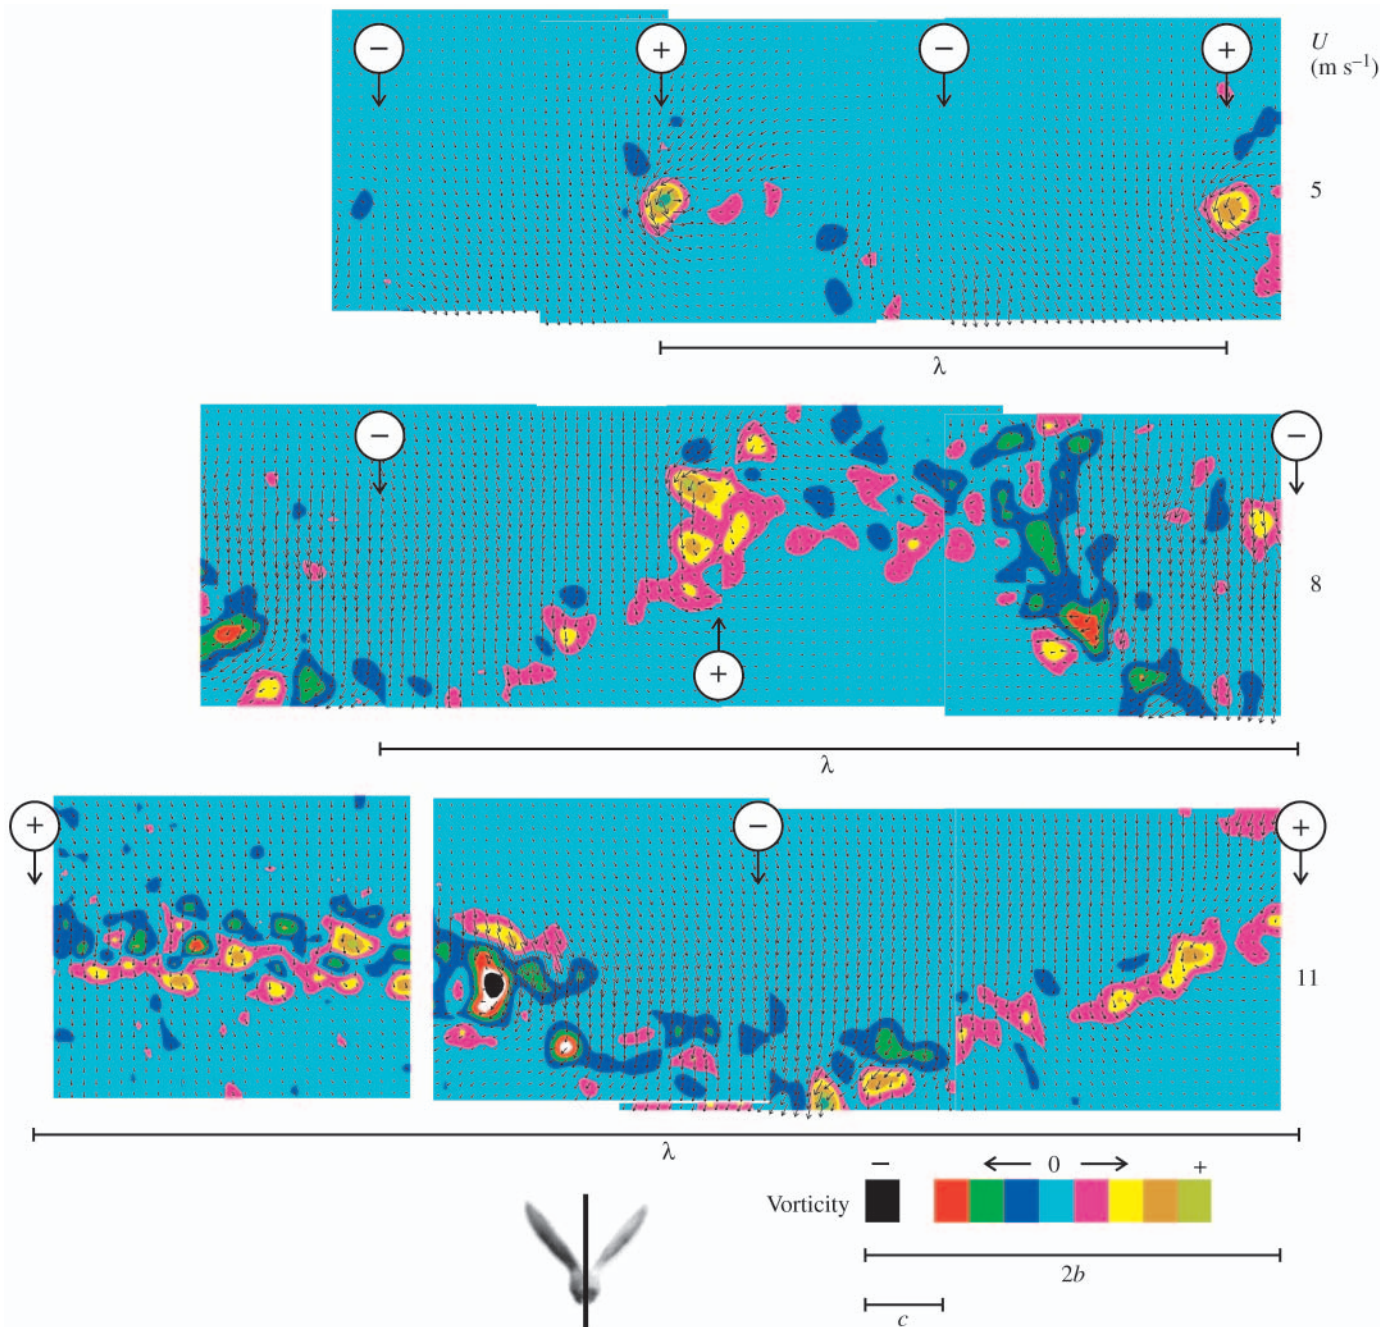 − + − + U
(m s−1)
5
λ
− −
8
+
λ
+ − +
11
λ
− 0 +
Vorticity
2b
c